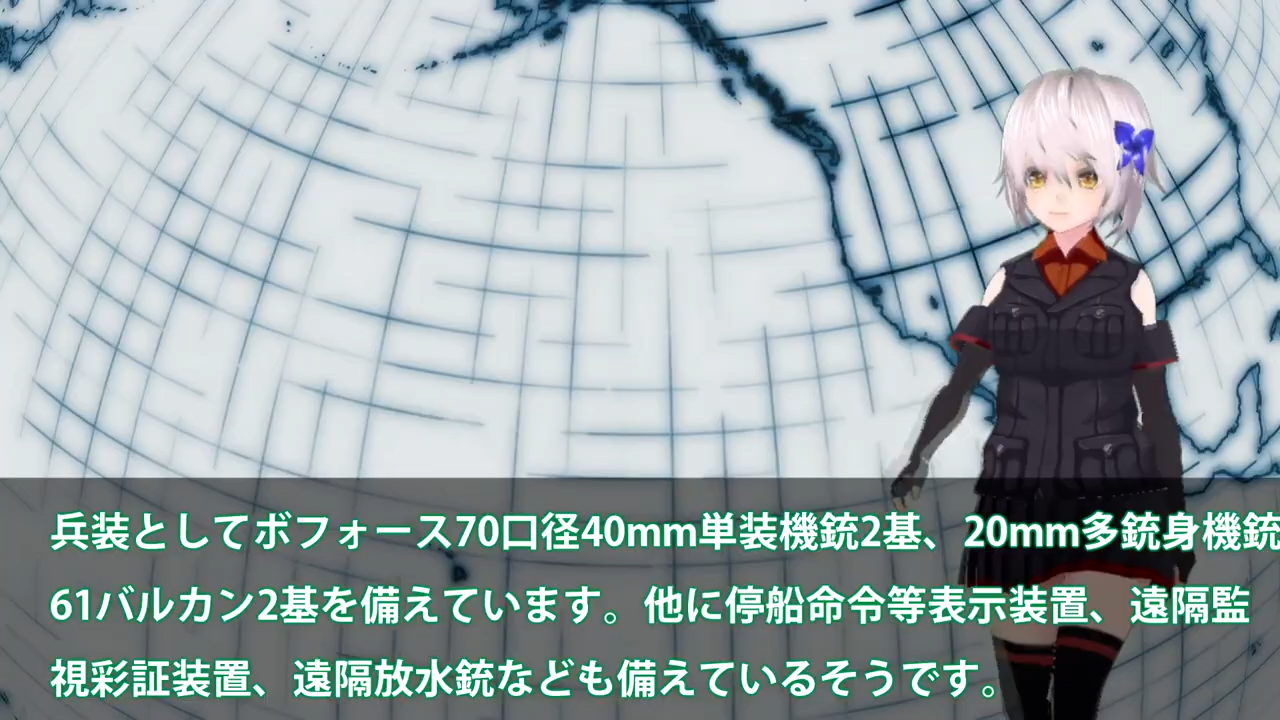 兵装としてボフォース70口径40mm単装機銃2基、20mm多銃身機銃
61バルカン2基を備えています。他に停船命令等表示装置、遠隔監
視彩証装置、遠隔放水銃なども備えているそうです。